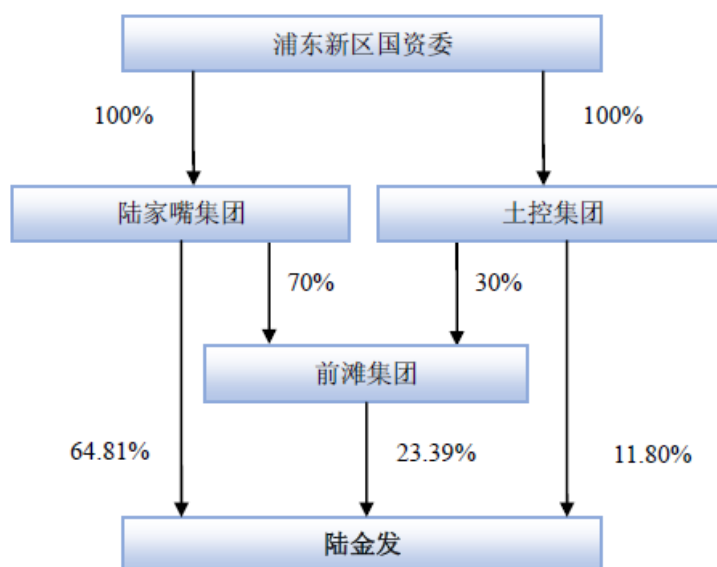 浦东新区国资委
100%
100%
陆家嘴集团
土控集团
70%
30%
前滩集团
64.81%
23.39%
11.80%
陆金发